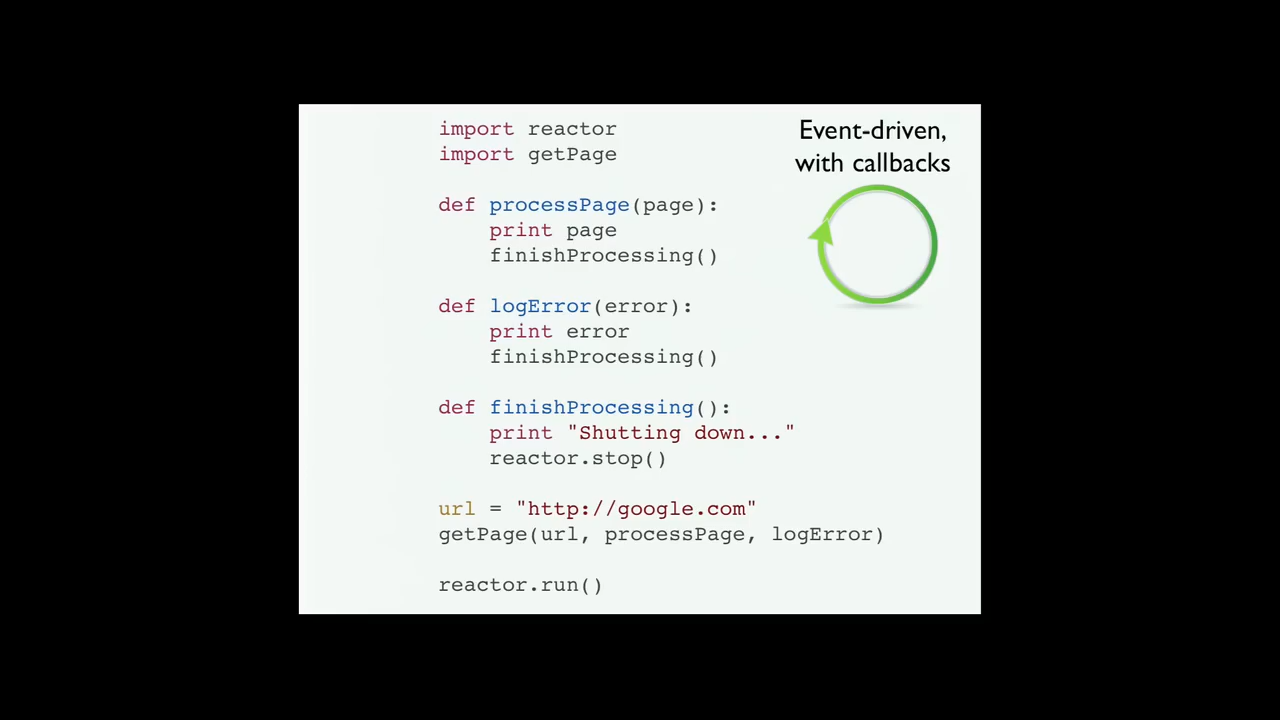 import reactor
import getPage
def processPage(page):
print page
finishProcessing()
def logError(error):
print error
finishProcessing()
def finishProcessing():
print "Shutting down..."
reactor.stop()
url = "http://google.com"
getPage(url, processPage, logError)
reactor.run()
Event-driven,
with callbacks